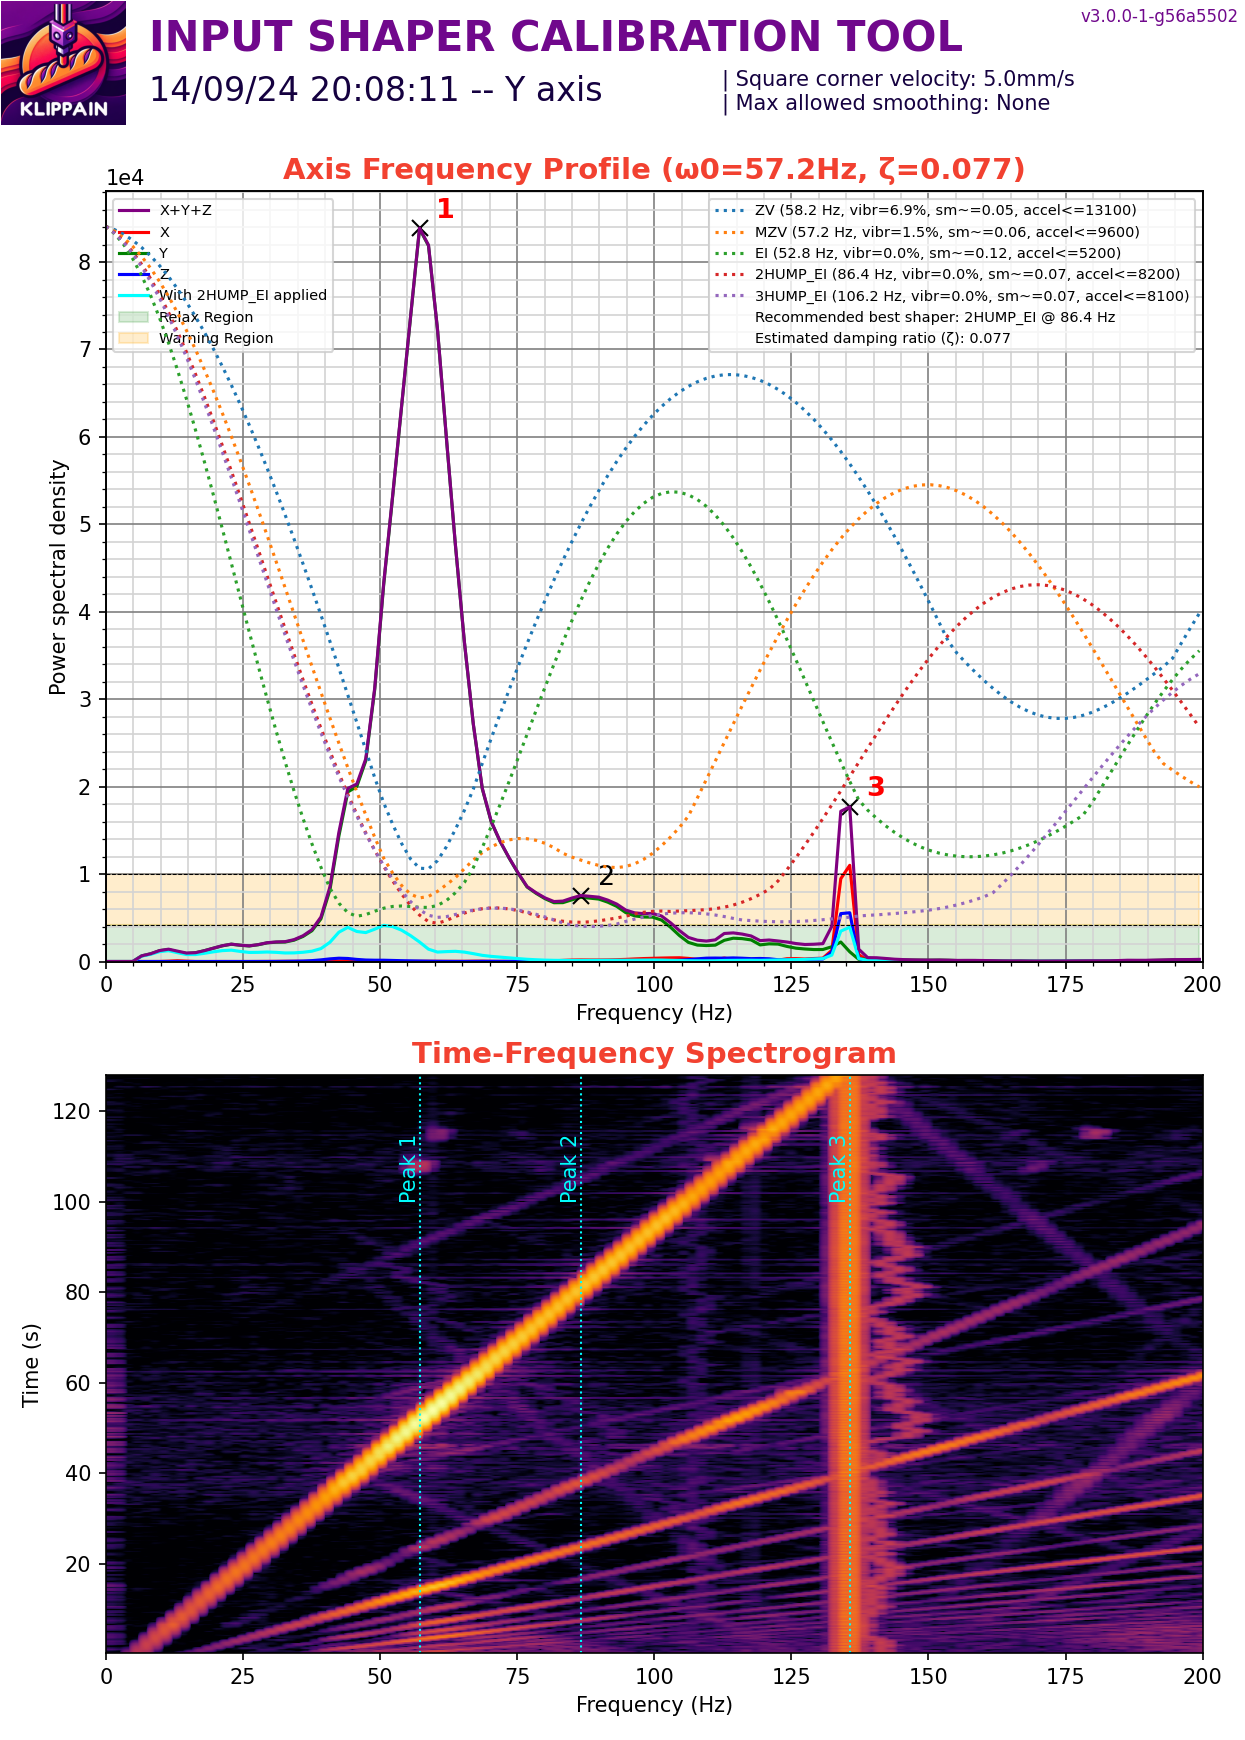 KLIPPAIN
INPUT SHAPER CALIBRATION TOOL
v3.0.0-1-g56a5502
14/09/24 20:08:11 -- Y axis
| Square corner velocity: 5.0mm/s
| Max allowed smoothing: None
Axis Frequency Profile (ω0=57.2Hz, ζ=0.077)
1e4
X+Y+Z
X
Y
Z
With 2HUMP_EI applied
Relax Region
Warning Region
ZV (58.2 Hz, vibr=6.9%, sm~=0.05, accel<=13100)
MZV (57.2 Hz, vibr=1.5%, sm~=0.06, accel<=9600)
EI (52.8 Hz, vibr=0.0%, sm~=0.12, accel<=5200)
2HUMP_EI (86.4 Hz, vibr=0.0%, sm~=0.07, accel<=8200)
3HUMP_EI (106.2 Hz, vibr=0.0%, sm~=0.07, accel<=8100)
Recommended best shaper: 2HUMP_EI @ 86.4 Hz
Estimated damping ratio (ζ): 0.077
1
2
3
8
7
6
5
4
3
2
1
0
Power spectral density
0 25 50 75 100 125 150 175 200
Frequency (Hz)
Time-Frequency Spectrogram
Peak 1
Peak 2
Peak 3
120
100
80
60
40
20
Time (s)
0 25 50 75 100 125 150 175 200
Frequency (Hz)